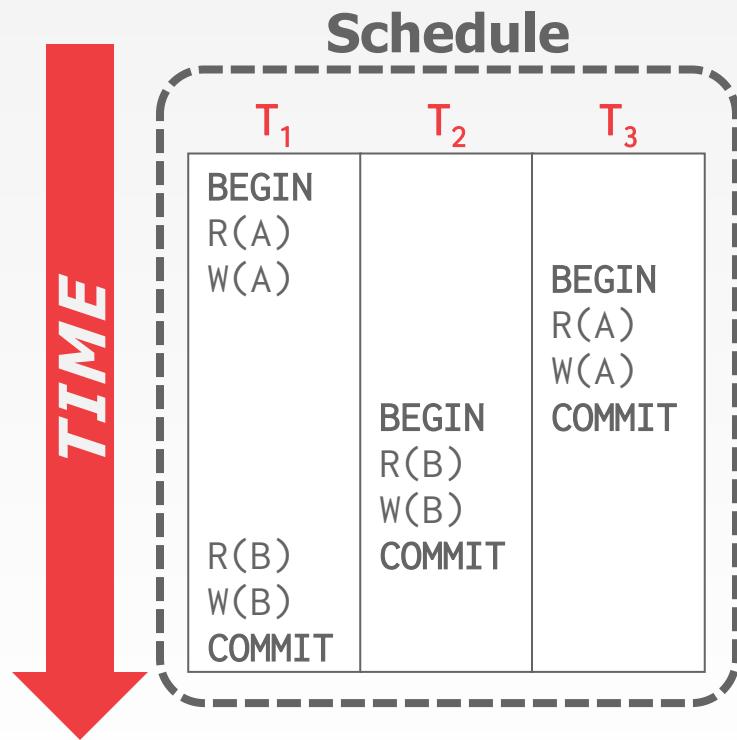 Schedule
TIME
T₁ T₂ T₃
BEGIN
R(A)
W(A) BEGIN
R(A)
W(A)
BEGIN COMMIT
R(B)
W(B)
R(B) COMMIT
W(B)
COMMIT